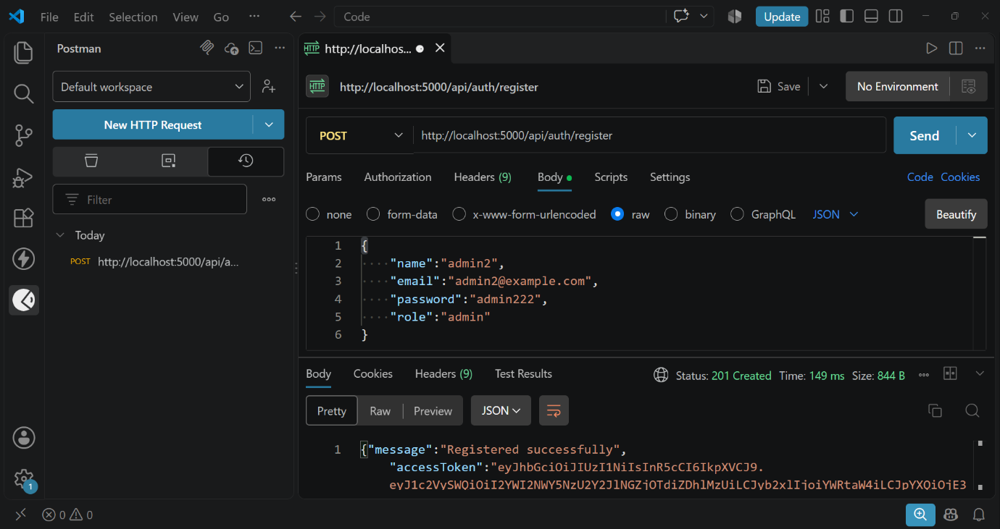 File Edit Selection View Go ··· Code Update
Postman
Default workspace
New HTTP Request
Filter
Today
POST http://localhost:5000/api/a...
1
HTTP http://localhos...
HTTP http://localhost:5000/api/auth/register Save No Environment
POST http://localhost:5000/api/auth/register Send
Params Authorization Headers (9) Body Scripts Settings Code Cookies
none form-data x-www-form-urlencoded raw binary GraphQL JSON Beautify
1 {
2 "name":"admin2",
3 "email":"admin2@example.com",
4 "password":"admin222",
5 "role":"admin"
6 }
Body Cookies Headers (9) Test Results Status: 201 Created Time: 149 ms Size: 844 B
Pretty Raw Preview JSON
1 {"message":"Registered successfully",
"accessToken":"eyJhbGciOiJIUzI1NiIsInR5cCI6IkpXVCJ9.
eyJ1c2VySWQiOiI2YWI2NWY5NzU2Y2JlNGZjOTdiZDhlMzUiLCJyb2xlIjoiYWRtaW4iLCJpYXQiOjE3
0 0